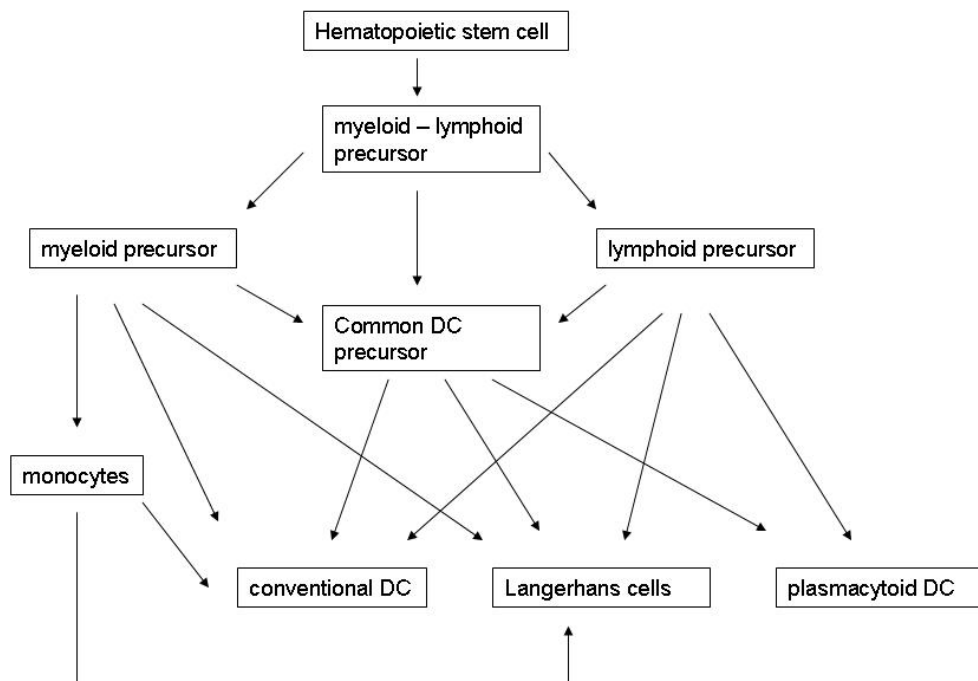 Hematopoietic stem cell
myeloid – lymphoid
precursor
myeloid precursor
lymphoid precursor
Common DC
precursor
monocytes
conventional DC
Langerhans cells
plasmacytoid DC